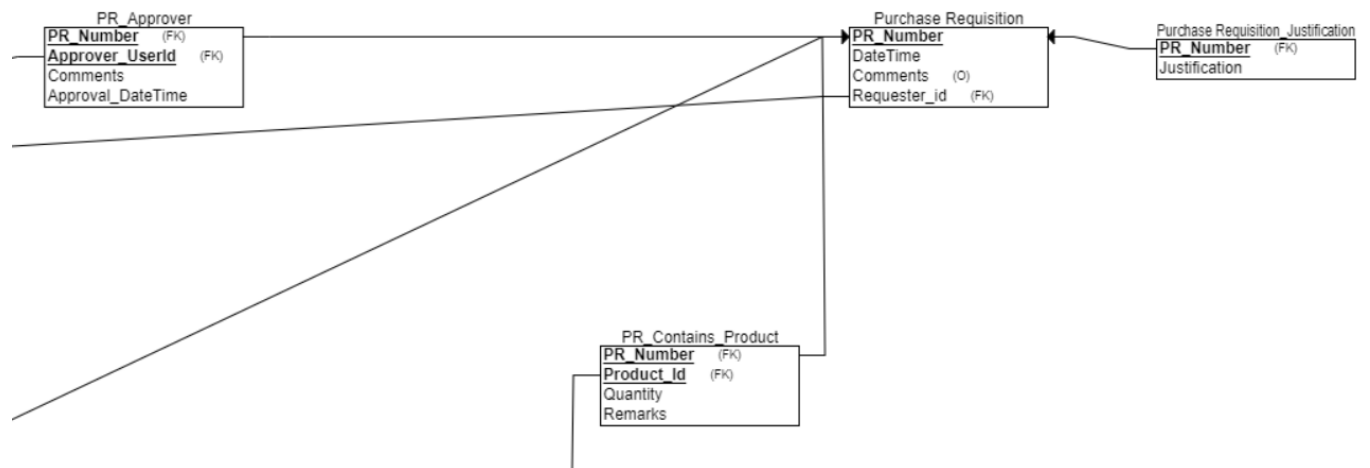 PR_Approver
PR_Number (FK)
Approver_UserId (FK)
Comments
Approval_DateTime
Purchase Requisition
PR_Number
DateTime
Comments (O)
Requester_id (FK)
Purchase Requisition_Justification
PR_Number (FK)
Justification
PR_Contains_Product
PR_Number (FK)
Product_Id (FK)
Quantity
Remarks